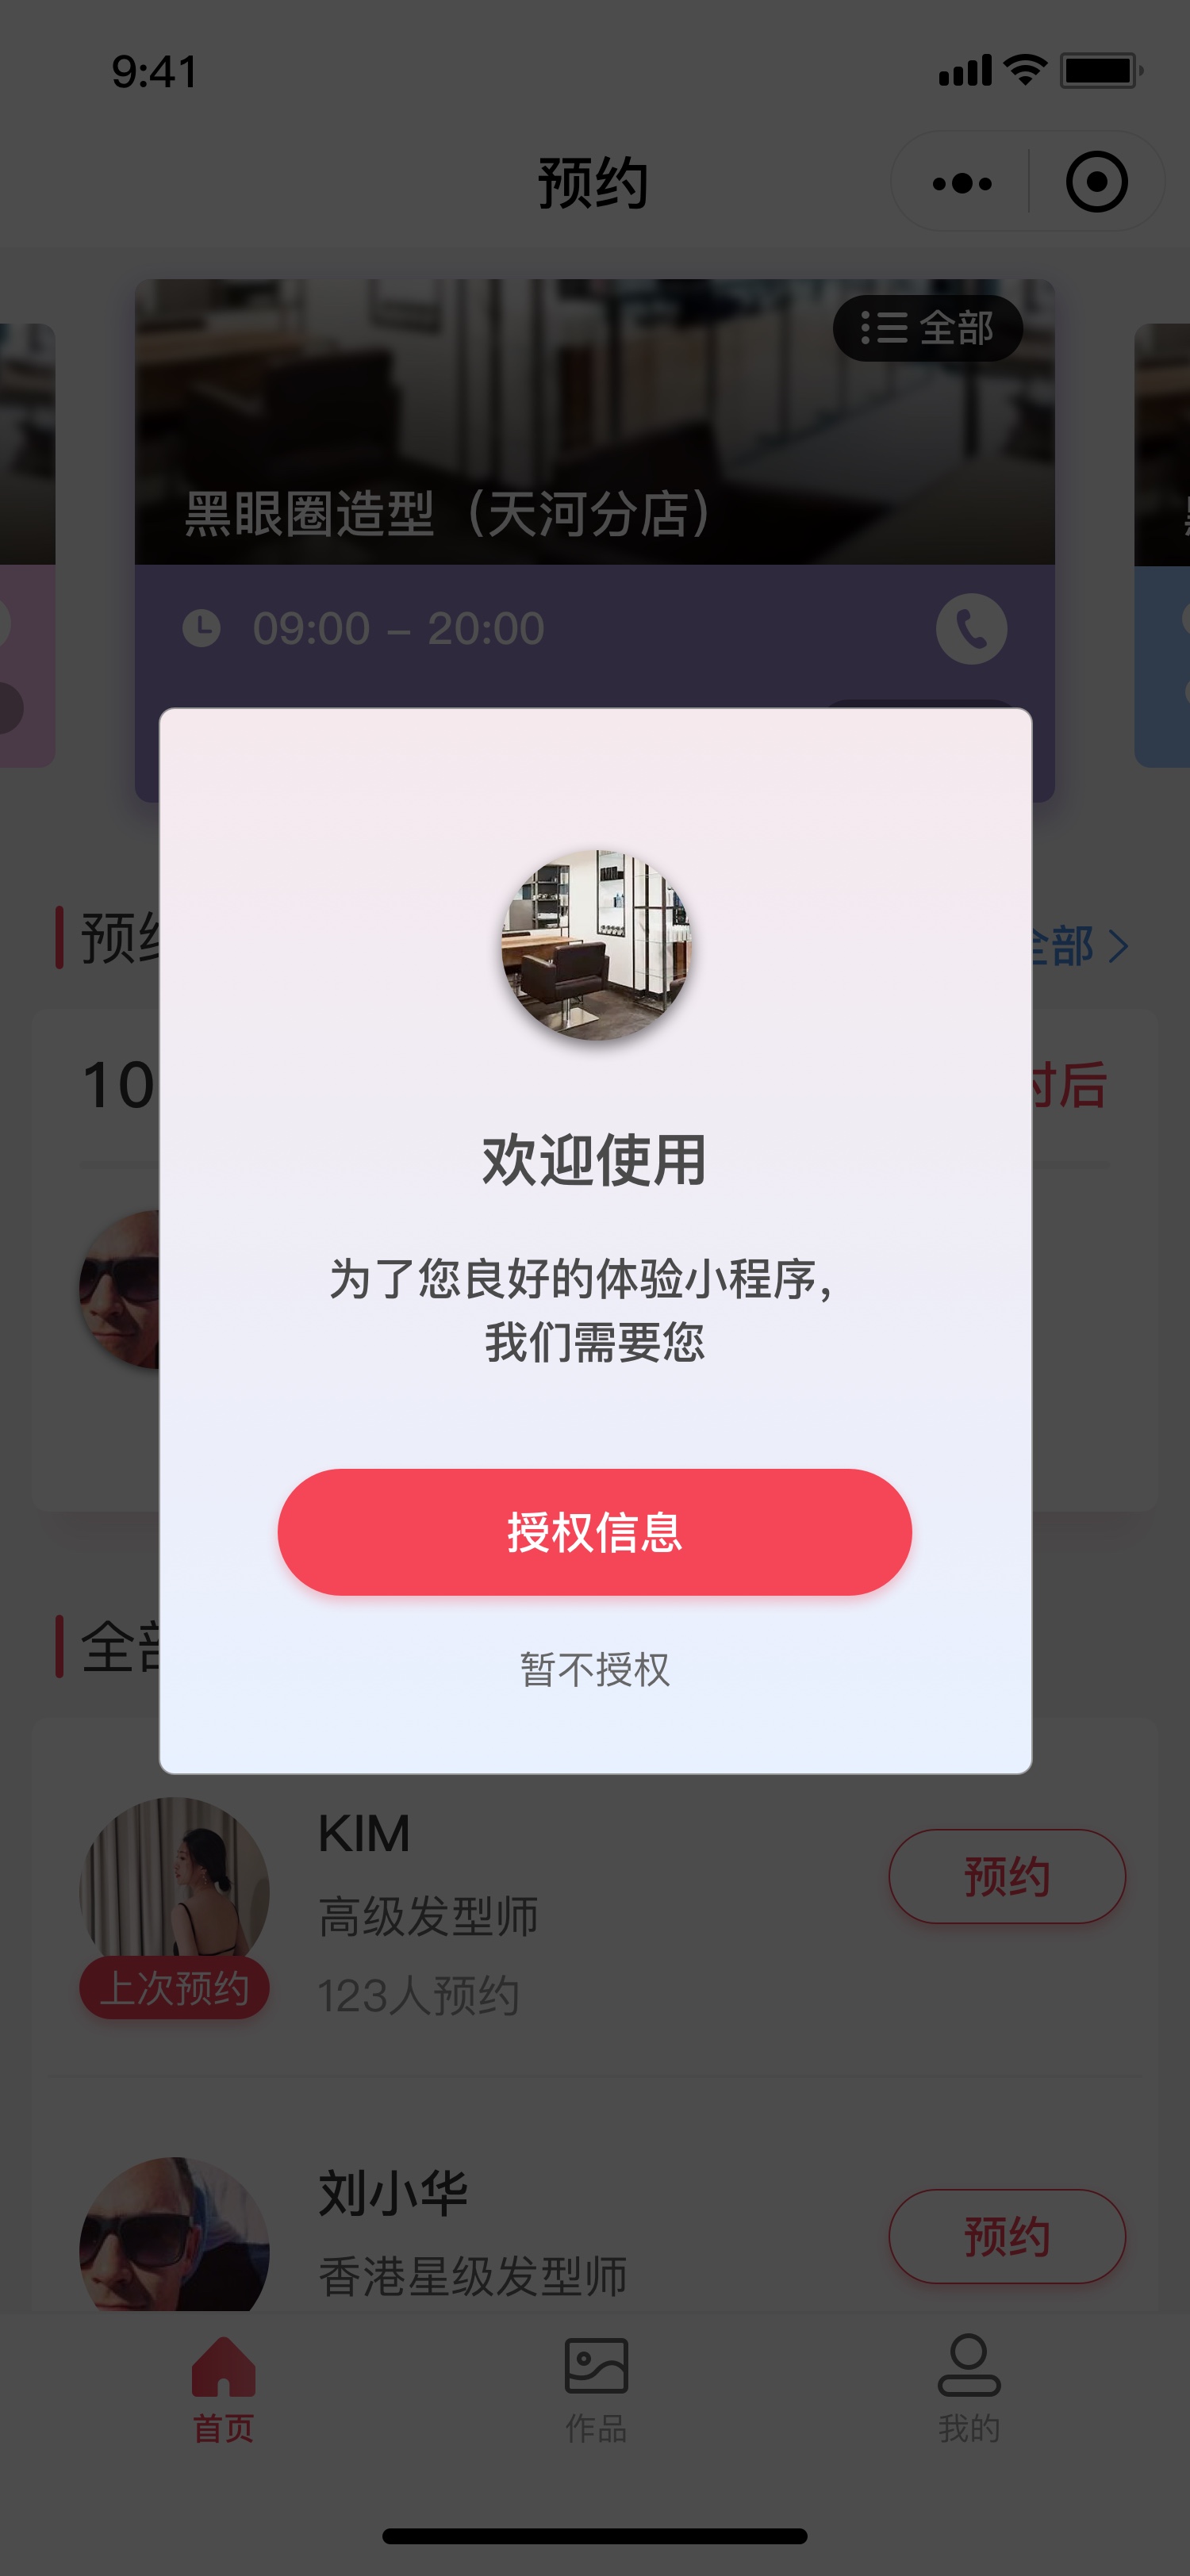 9:41
预约
全部
黑眼圈造型（天河分店）
09:00 – 20:00
全部
10
时后
欢迎使用
为了您良好的体验小程序，
我们需要您
授权信息
暂不授权
全部
KIM
高级发型师
123人预约
上次预约
预约
刘小华
香港星级发型师
预约
首页
作品
我的